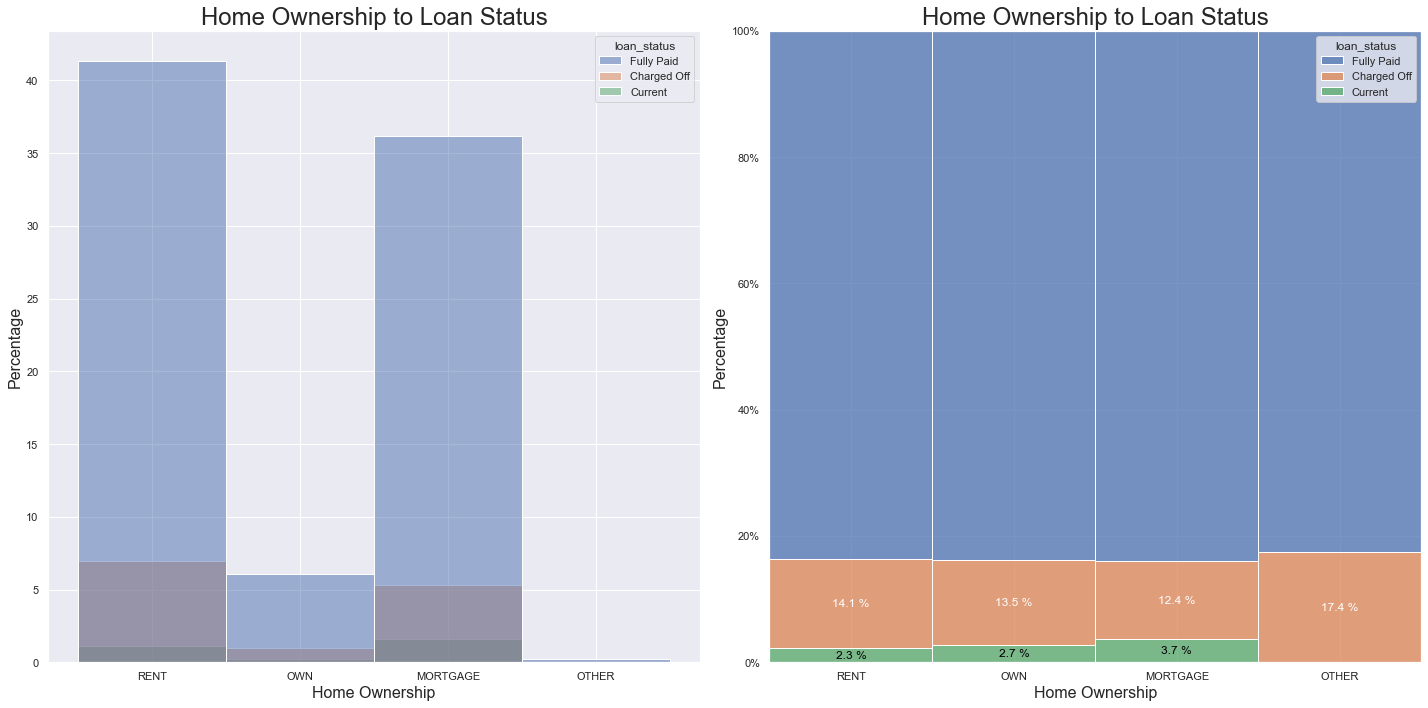 Home Ownership to Loan Status
loan_status
Fully Paid
Charged Off
Current
40
35
30
25
20
15
10
5
0
Percentage
RENT OWN MORTGAGE OTHER
Home Ownership
Home Ownership to Loan Status
loan_status
Fully Paid
Charged Off
Current
100%
80%
60%
40%
20%
0%
Percentage
14.1 % 13.5 % 12.4 % 17.4 %
2.3 % 2.7 % 3.7 %
RENT OWN MORTGAGE OTHER
Home Ownership